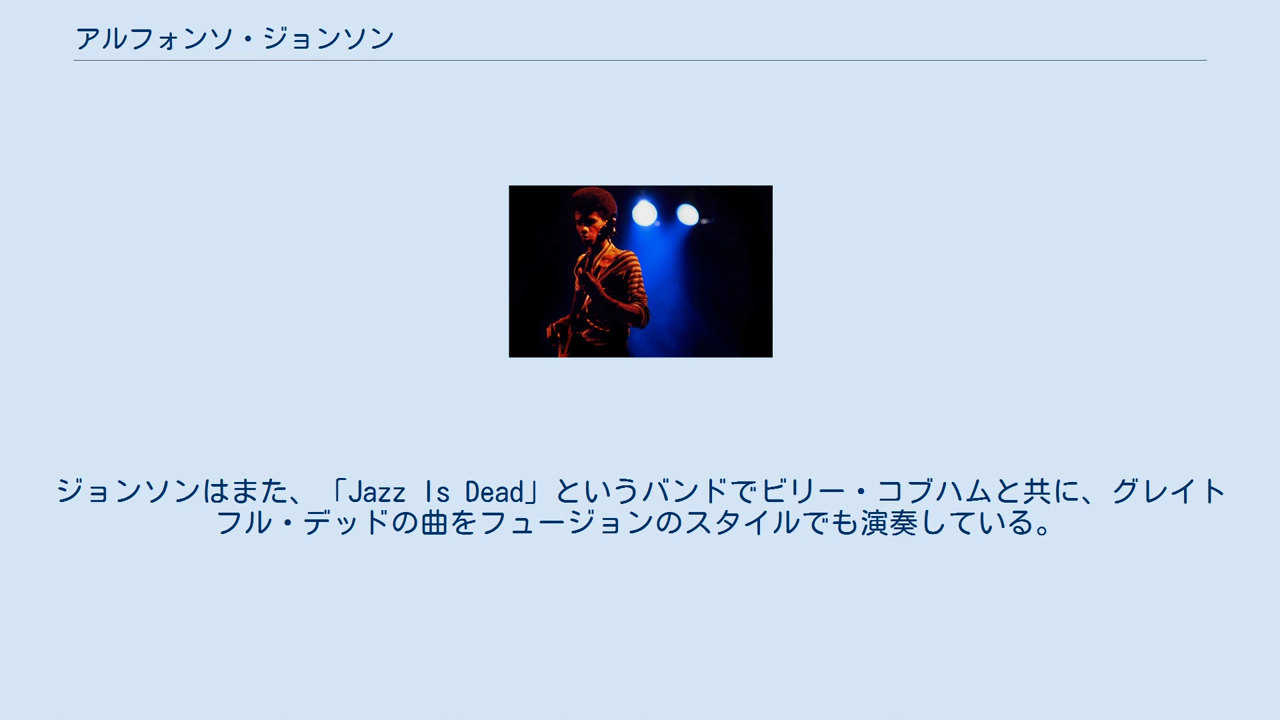 アルフォンソ・ジョンソン
ジョンソンはまた、「Jazz Is Dead」というバンドでビリー・コブハムと共に、グレイト
フル・デッドの曲をフュージョンのスタイルでも演奏している。